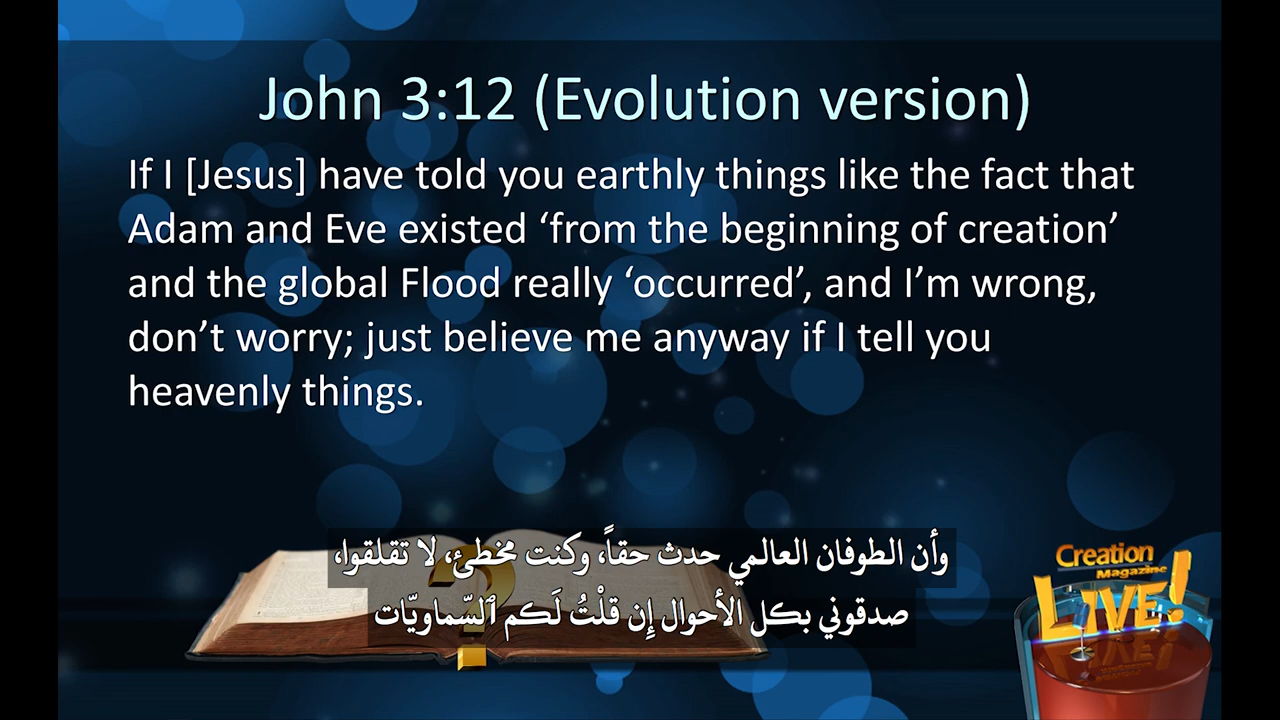 John 3:12 (Evolution version)
If I [Jesus] have told you earthly things like the fact that
Adam and Eve existed ‘from the beginning of creation’
and the global Flood really ‘occurred’, and I’m wrong,
don’t worry; just believe me anyway if I tell you
heavenly things.
وأن الطوفان العالمي حدث حقاً، وكنت مخطئ، لا تقلقوا،
صدقوني بكل الأحوال إِن قلْتُ لَكم ٱلسّماويّات
?
Creation
Magazine
LIVE!